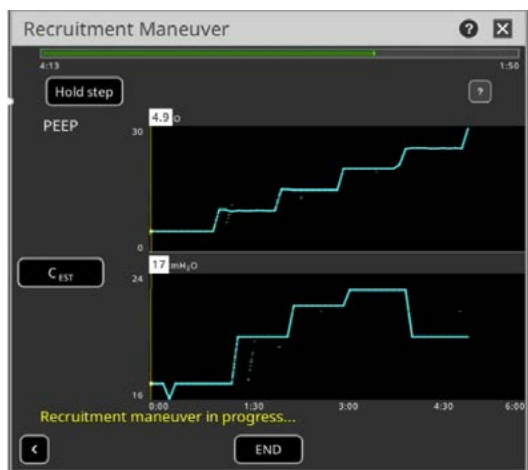 Recruitment Maneuver ?
4:13 1:50
Hold step ?
PEEP
30
4.9 O
0
C EST
24
17 mH₂O
16
0:00 1:30 3:00 4:30 6:00
Recruitment maneuver in progress...
< END